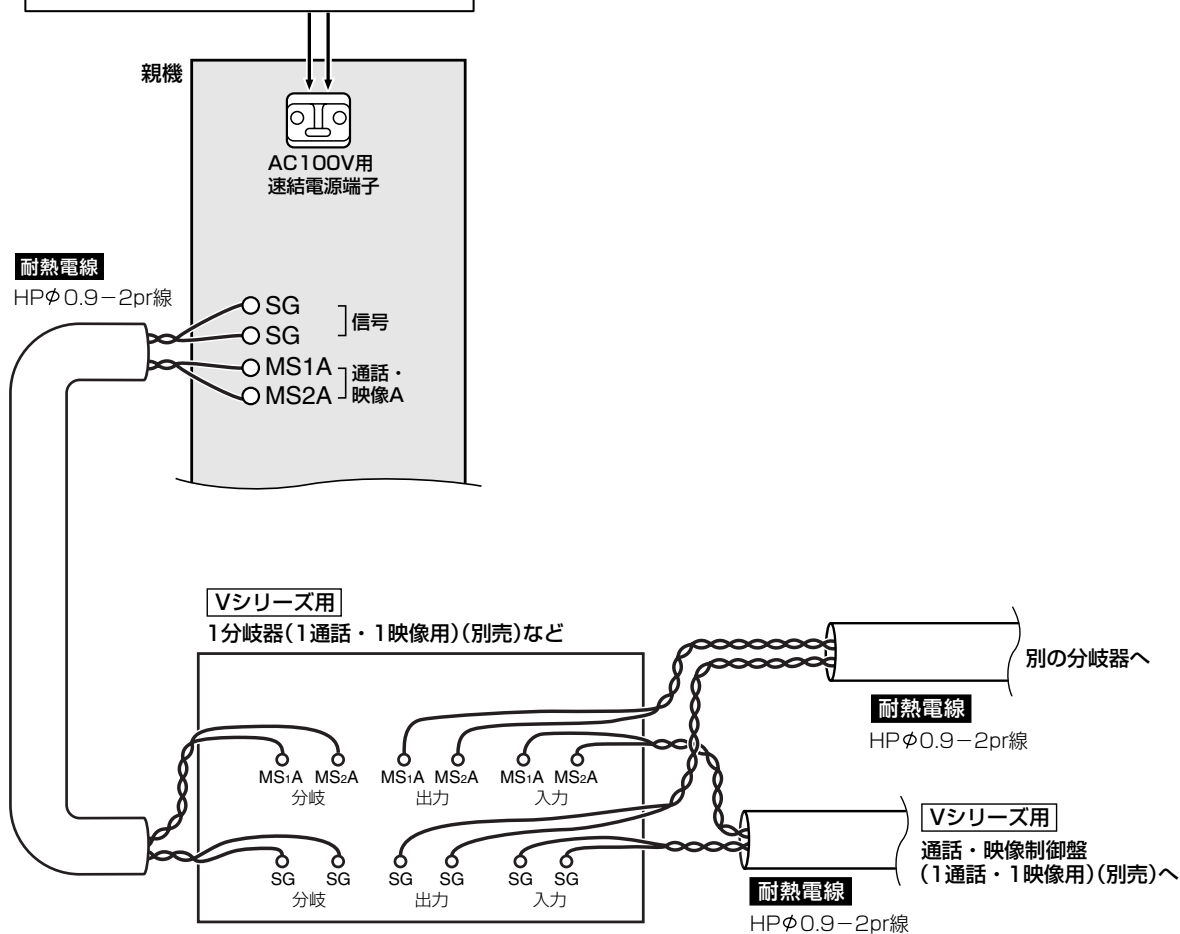 親機
AC100V用
速結電源端子
耐熱電線
HPφ0.9−2pr線
SG
SG
信号
MS1A
MS2A
通話・
映像A
Vシリーズ用
1分岐器(1通話・1映像用)(別売)など
別の分岐器へ
耐熱電線
HPφ0.9−2pr線
MS1A MS2A MS1A MS2A MS1A MS2A
分岐 出力 入力
SG SG SG SG SG SG
分岐 出力 入力
Vシリーズ用
通話・映像制御盤
(1通話・1映像用)(別売)へ
耐熱電線
HPφ0.9−2pr線